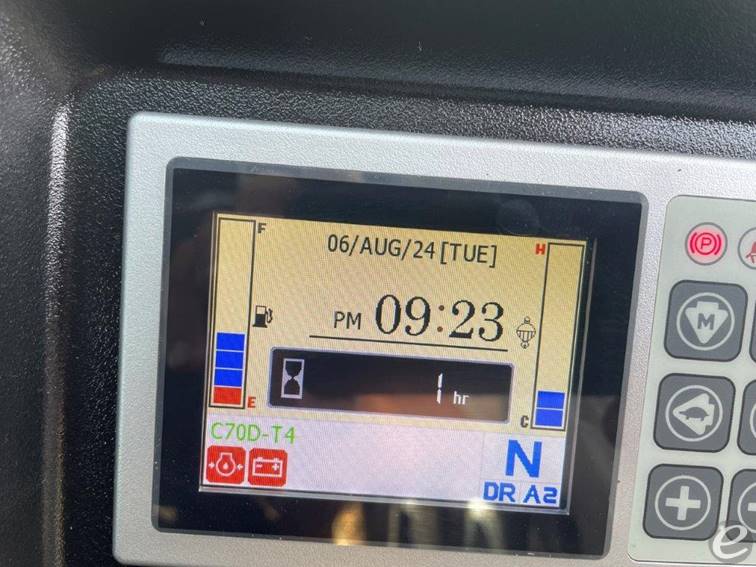 F
06/AUG/24[TUE]
H
PM 09:23
1 hr
E
C
C70D-T4
N
DR A2
P
M
e